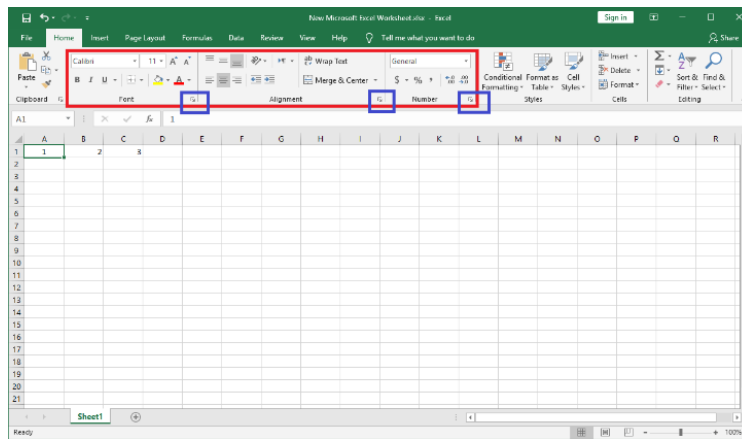 New Microsoft Excel Worksheet.xlsx - Excel
Sign in
File Home Insert Page Layout Formulas Data Review View Help Tell me what you want to do
Share
Calibri 11 A A Wrap Text General Insert
Paste Conditional Format as Cell Delete Sort & Find &
B I U A Merge & Center $ % , Formatting Table Styles Format Filter Select
Clipboard Font Alignment Number Styles Cells Editing
A1 fx 1
A B C D E F G H I J K L M N O P Q R
1 1 2 3
2
3
4
5
6
7
8
9
10
11
12
13
14
15
16
17
18
19
20
21
Sheet1
Ready 100%